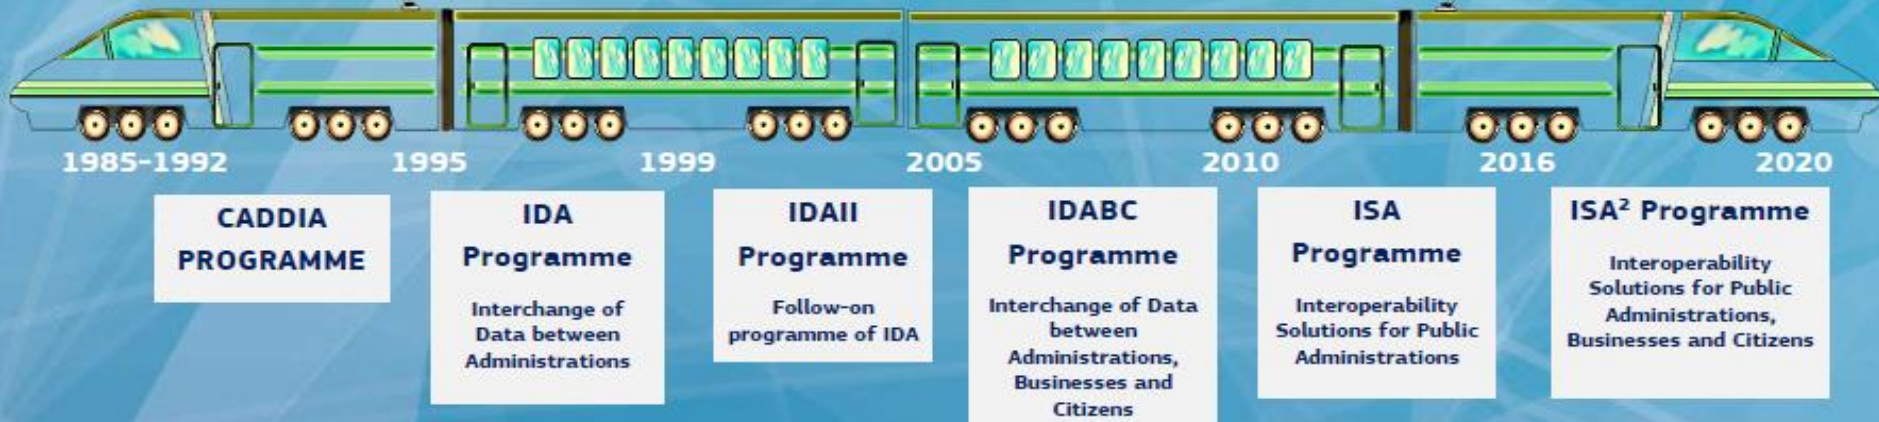 1985-1992 1995 1999 2005 2010 2016 2020
CADDIA
PROGRAMME
IDA
Programme
Interchange of
Data between
Administrations
IDAII
Programme
Follow-on
programme of IDA
IDABC
Programme
Interchange of Data
between
Administrations,
Businesses and
Citizens
ISA
Programme
Interoperability
Solutions for Public
Administrations
ISA² Programme
Interoperability
Solutions for Public
Administrations,
Businesses and Citizens